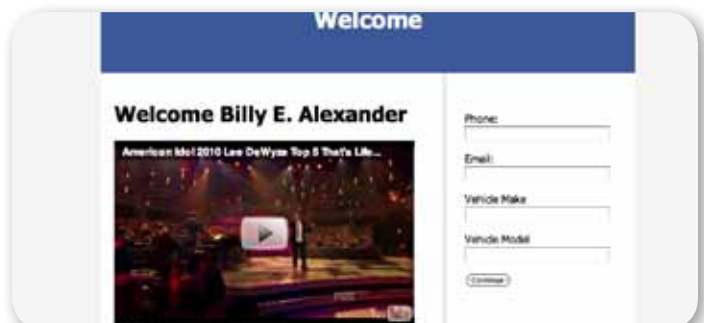 Welcome
Welcome Billy E. Alexander
American Idol 2010 Lee DeWyze Top 5 That's Life...
Phone:
Email:
Vehicle Make
Vehicle Model
Continue